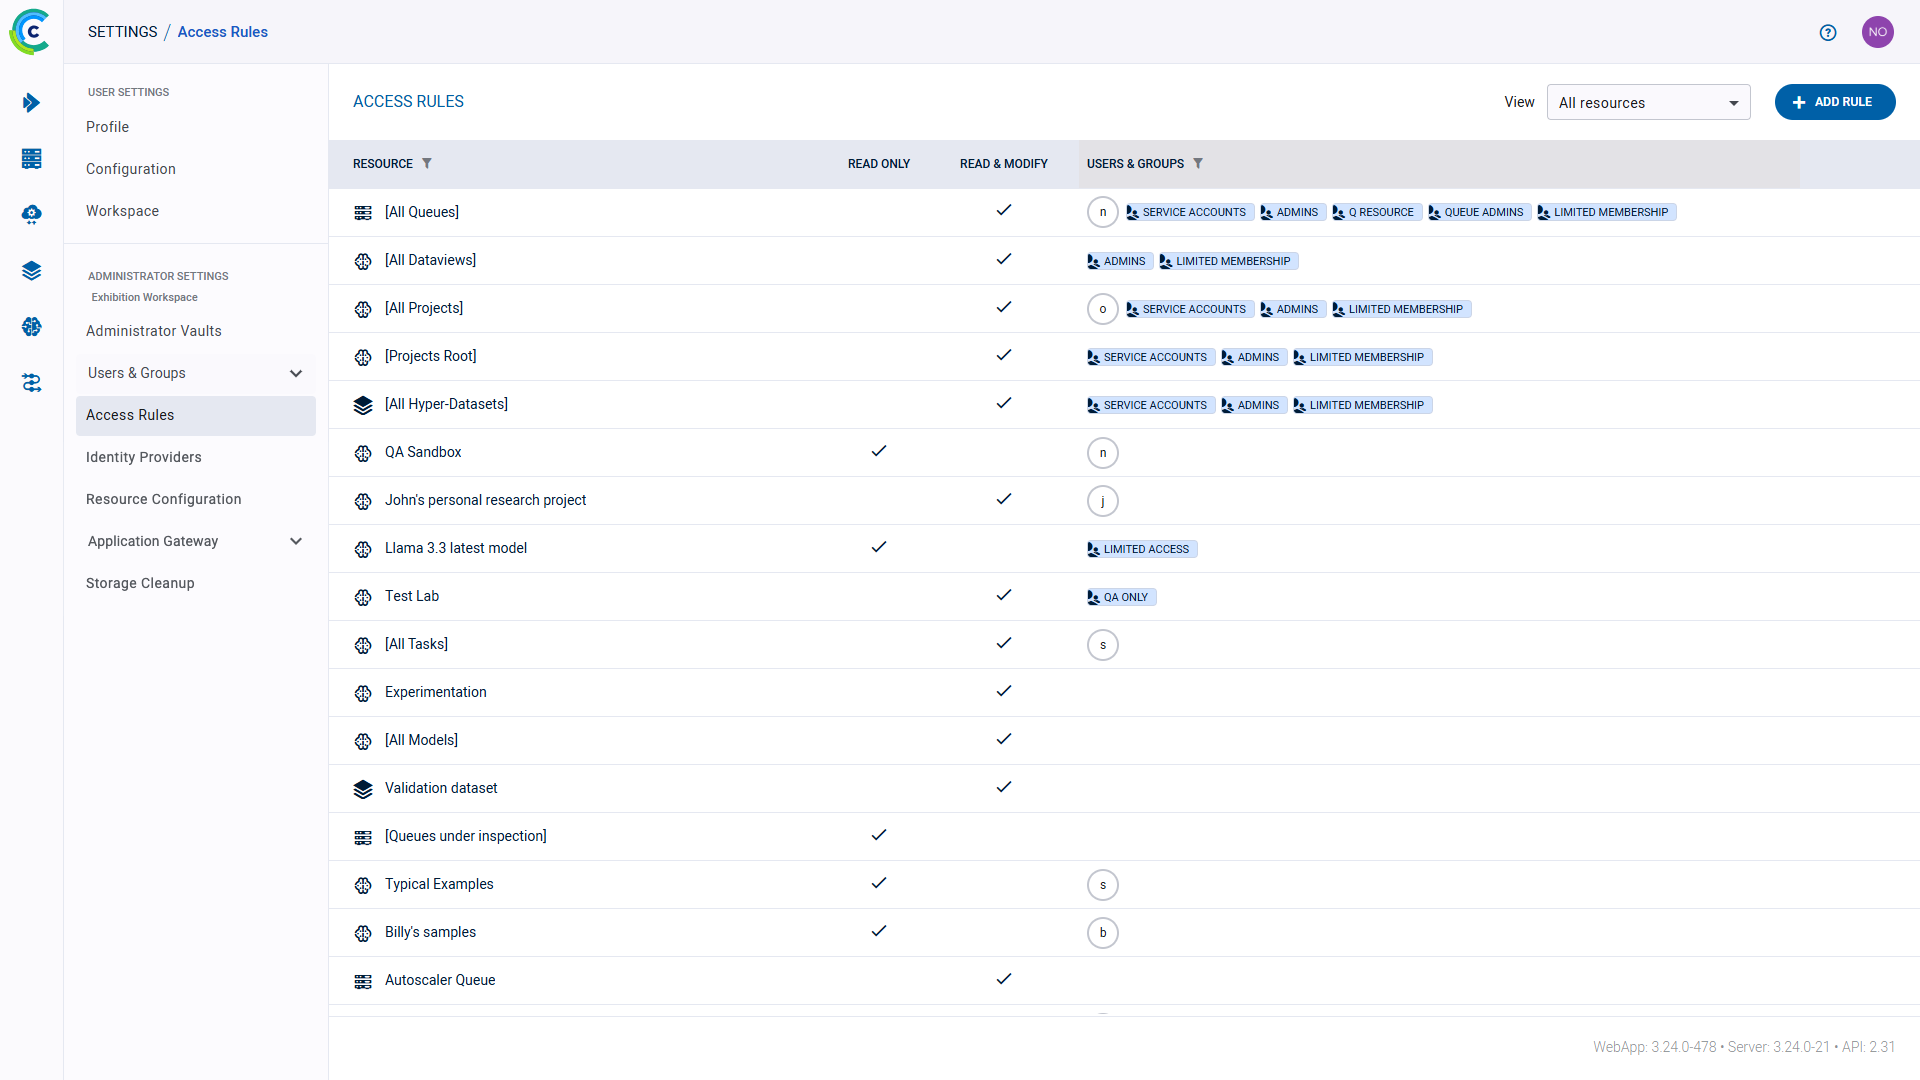 SETTINGS / Access Rules
NO
USER SETTINGS
Profile
Configuration
Workspace
ADMINISTRATOR SETTINGS
Exhibition Workspace
Administrator Vaults
Users & Groups
Access Rules
Identity Providers
Resource Configuration
Application Gateway
Storage Cleanup
ACCESS RULES
View All resources ADD RULE
RESOURCE READ ONLY READ & MODIFY USERS & GROUPS
[All Queues] n SERVICE ACCOUNTS ADMINS Q RESOURCE QUEUE ADMINS LIMITED MEMBERSHIP
[All Dataviews] ADMINS LIMITED MEMBERSHIP
[All Projects] o SERVICE ACCOUNTS ADMINS LIMITED MEMBERSHIP
[Projects Root] SERVICE ACCOUNTS ADMINS LIMITED MEMBERSHIP
[All Hyper-Datasets] SERVICE ACCOUNTS ADMINS LIMITED MEMBERSHIP
QA Sandbox n
John's personal research project j
Llama 3.3 latest model LIMITED ACCESS
Test Lab QA ONLY
[All Tasks] s
Experimentation
[All Models]
Validation dataset
[Queues under inspection]
Typical Examples s
Billy's samples b
Autoscaler Queue
WebApp: 3.24.0-478 • Server: 3.24.0-21 • API: 2.31